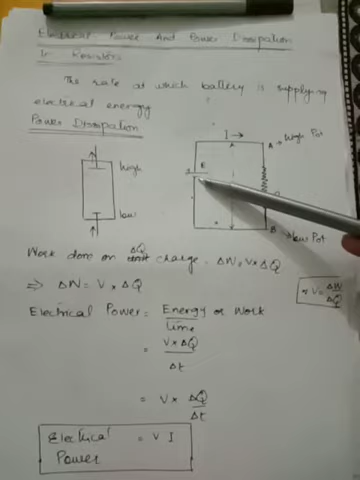 Electrical Power And Power Dissipation
In Resistors
The rate at which battery is supplying
electrical energy
Power Dissipation
I → A → High Pot
high
E
low
B → low Pot
ΔQ
Work done on charge = ΔW = V × ΔQ
⇒ ΔW = V × ΔQ
∵ V = ΔW/ΔQ
Electrical Power = Energy or Work
Time
= V × ΔQ
Δt
= V × ΔQ
Δt
Electrical = V I
Power